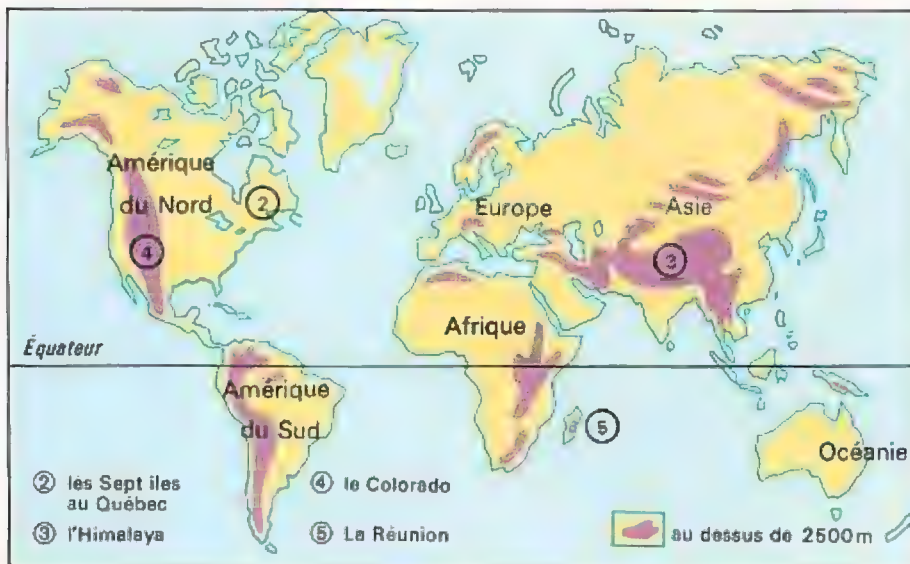 Amérique
du Nord
②
④
Europe
Asie
③
Afrique
Équateur
Amérique
du Sud
⑤
Océanie
② les Sept îles
au Québec
③ l'Himalaya
④ le Colorado
⑤ La Réunion
au dessus de 2500m